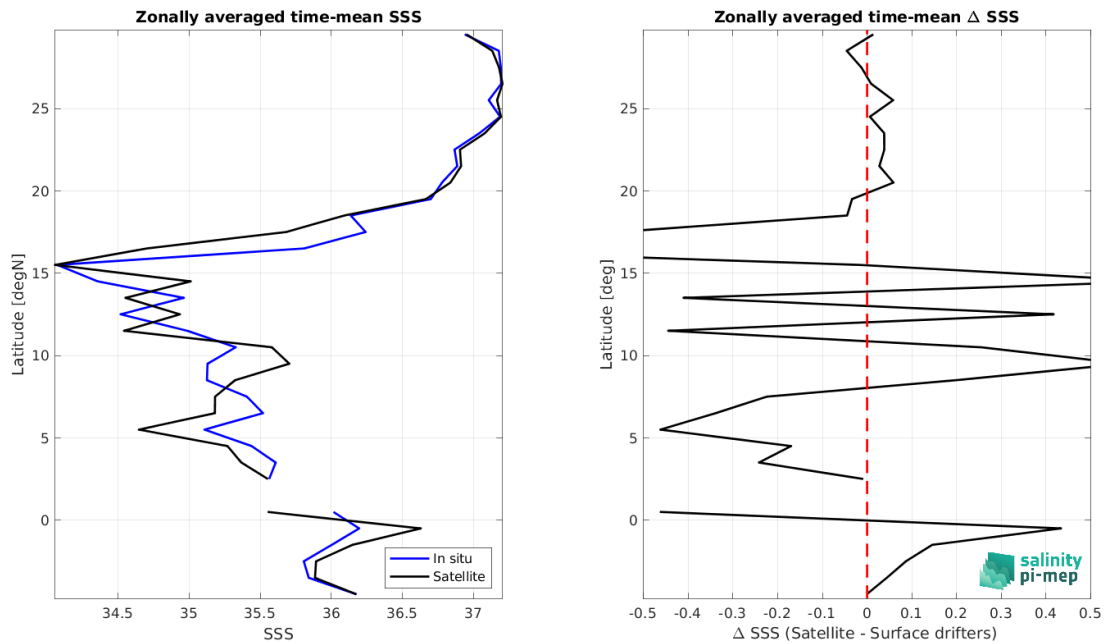 Zonally averaged time-mean SSS
25
20
15
10
5
0
Latitude [degN]
34.5 35 35.5 36 36.5 37
SSS
In situ
Satellite
Zonally averaged time-mean Δ SSS
25
20
15
10
5
0
Latitude [deg]
-0.5 -0.4 -0.3 -0.2 -0.1 0 0.1 0.2 0.3 0.4 0.5
Δ SSS (Satellite - Surface drifters)
salinity
pi-mep